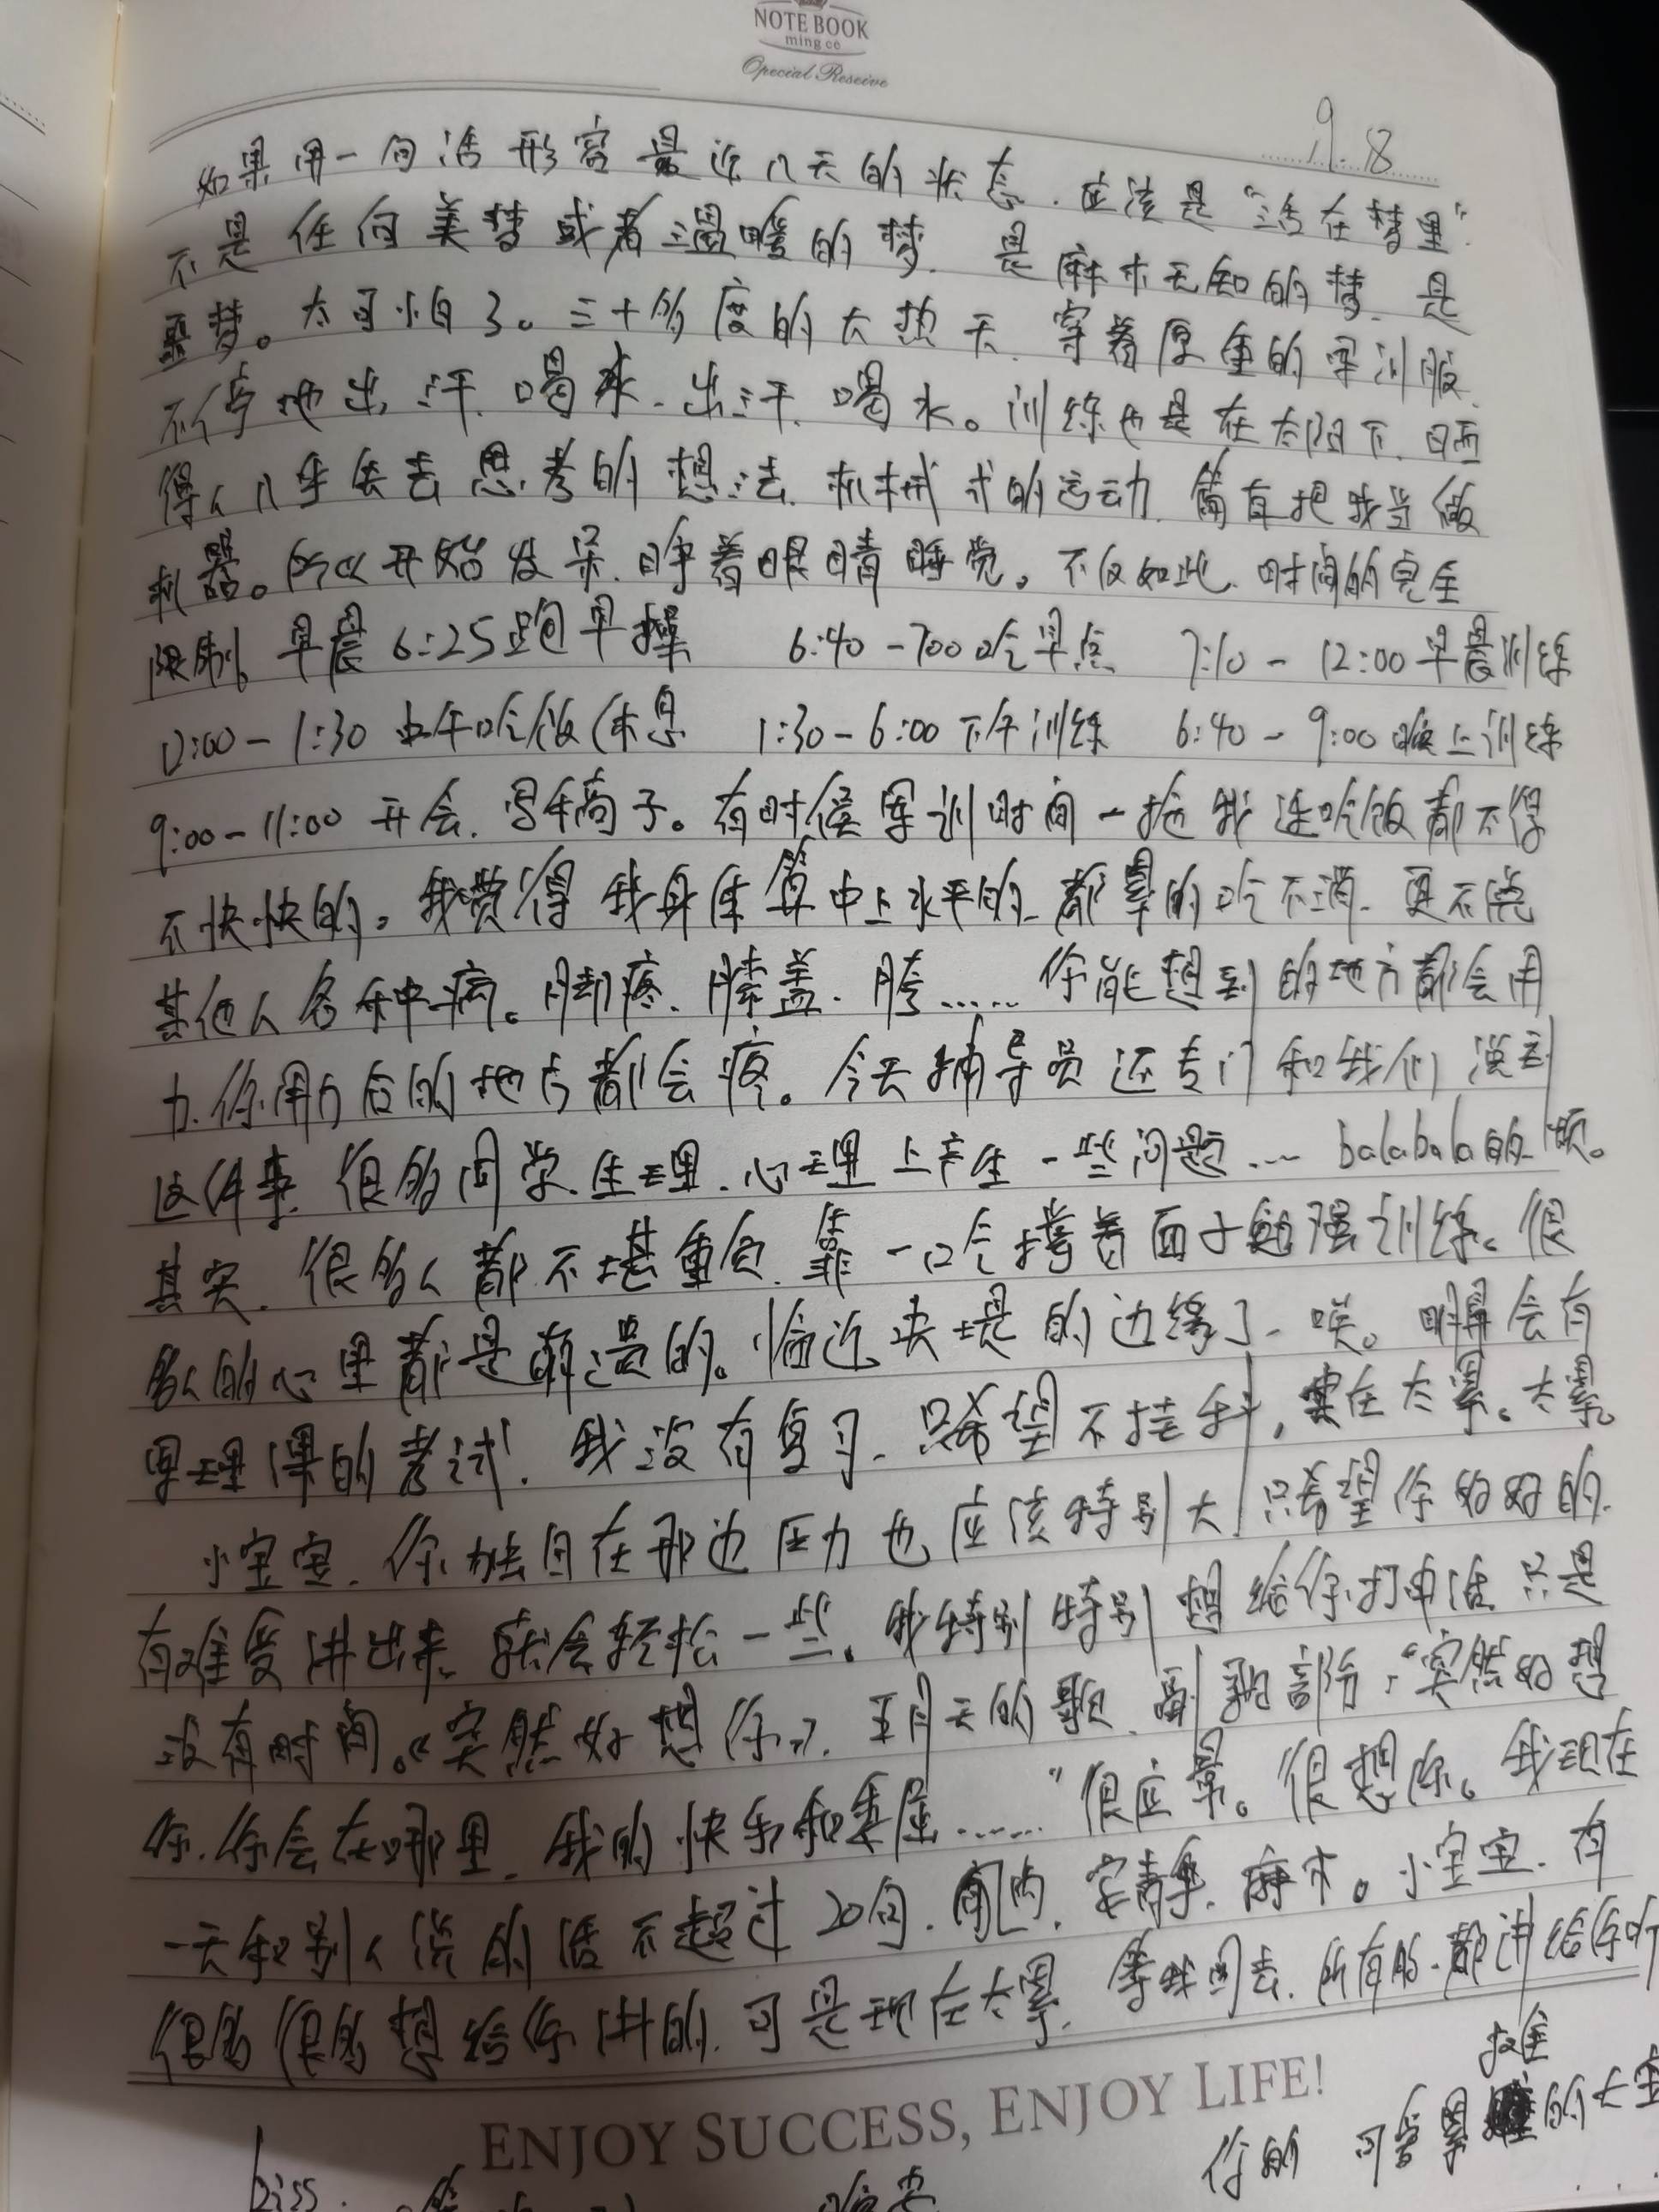 NOTE BOOK
ming ce
Special Reseive
9.18
如果用一句话形容最近几天的状态.应该是“活在梦里”
不是任何美梦或者温暖的梦.是麻木无知的梦.是
噩梦。太可怕了。三十多度的大热天.穿着厚重的军训服
不停地出汗.喝水.出汗.喝水。训练也是在太阳下.晒
得人几乎失去思考的想法.机械式的运动.简直把我当做
机器。所以开始发呆.睁着眼睛睡觉。不仅如此.时间的完全
限制。早晨6:25跑早操 6:40-700吃早点 7:10-12:00早晨训练
12:00-1:30中午吃饭休息 1:30-6:00下午训练 6:40-9:00晚上训练
9:00-11:00开会.写稿子。有时候军训时间一拖我连吃饭都不得
不快快的。我觉得我身体算中上水平的.都累的吃不消.更不说
其他人各种病。脚疼.膝盖.胯……你能想到的地方都会用
力.你用力后的地方都会疼。今天辅导员还专门和我们谈到
这件事.很多同学.生理.心理上产生一些问题…balabala的一顿。
其实.很多人都不堪重负.靠一口气撑着面子勉强训练。很
多人的心里都是崩溃的。临近决堤的边缘了.唉。明早会有
原理课的考试.我没有复习.只希望不挂科,实在太累。太累。
小宝宝.你独自在那边压力也应该特别大.只希望你好好的.
有难受讲出来.就会轻松一些。我特别特别想给你打电话.只是
没有时间。《突然好想你》.五月天的歌.副歌部分:“突然好想
你.你会在哪里.我的快乐和委屈……”很应景。很想你。我现在
一天和别人说的话不超过20句.安静.麻木。小宝宝.有
很多很多想给你讲的.可是现在太累.等我回去.所有的.都讲给你听
ENJOY SUCCESS, ENJOY LIFE!
你的 的大宝
biss. 晚安